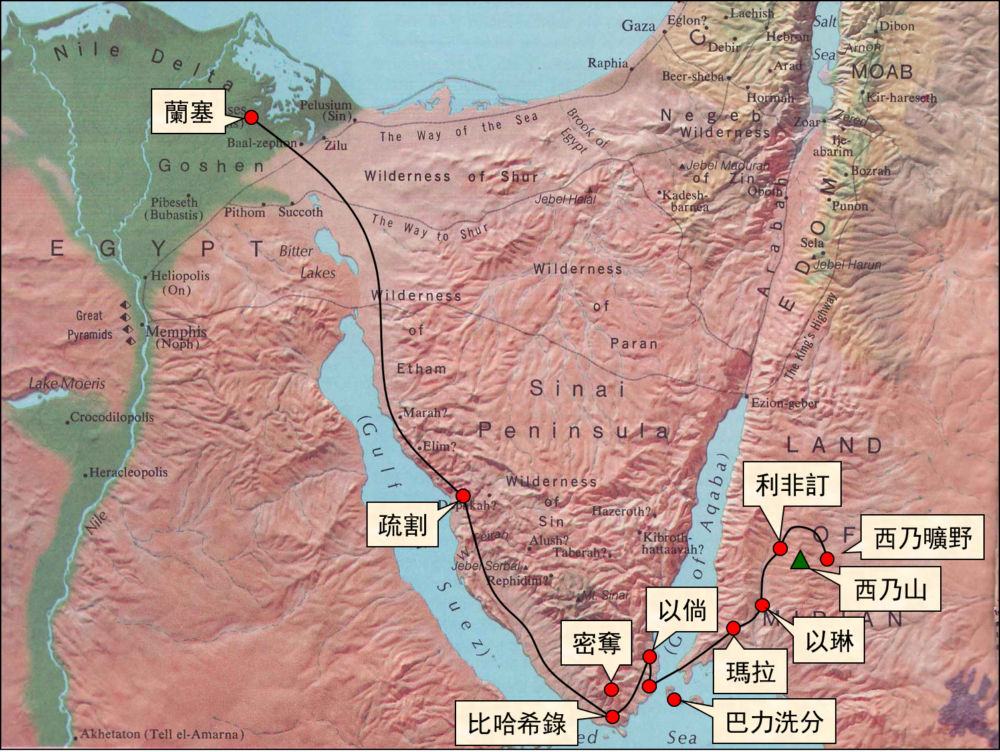 Nile Delta
Gaza
Eglon?
Lachish
Hebron
Debir
Salt
Sea
Dibon
Arnon
MOAB
Raphia
Beer-sheba
Arad
Hormah
Kir-hareseth
蘭塞
Pelusium
(Sin)
Baal-zephon
Zilu
The Way of the Sea
Brook of
Egypt
Negeb
Wilderness
Zoar
Zered
Ije-
abarim
Goshen
Wilderness of Shur
Jebel Madurah
of Zin
Oboth
Bozrah
Jebel Helal
Kadesh-
barnea
Punon
Pibeseth
(Bubastis)
Pithom
Succoth
The Way to Shur
EGYPT
Bitter
Lakes
Arabah
EDOM
Sela
Jebel Harun
Heliopolis
(On)
Wilderness
of
Paran
Wilderness
of
Etham
Great
Pyramids
Memphis
(Noph)
The King's Highway
Lake Moeris
Sinai
Peninsula
Ezion-geber
Crocodilopolis
Marah?
Elim?
Heracleopolis
LAND
OF
Nile
(Gulf
Suez)
of Aqaba)
利非訂
Wilderness
of
Sin
Hazeroth?
疏割
Alush?
Taberah?
Kibroth-
hattaavah?
西乃曠野
W. Feirah
Jebel Serbal
Rephidim?
Mt. Sinai
西乃山
以倘
密奪
以琳
瑪拉
比哈希錄
巴力洗分
Akhetaton (Tell el-Amarna)
Sea